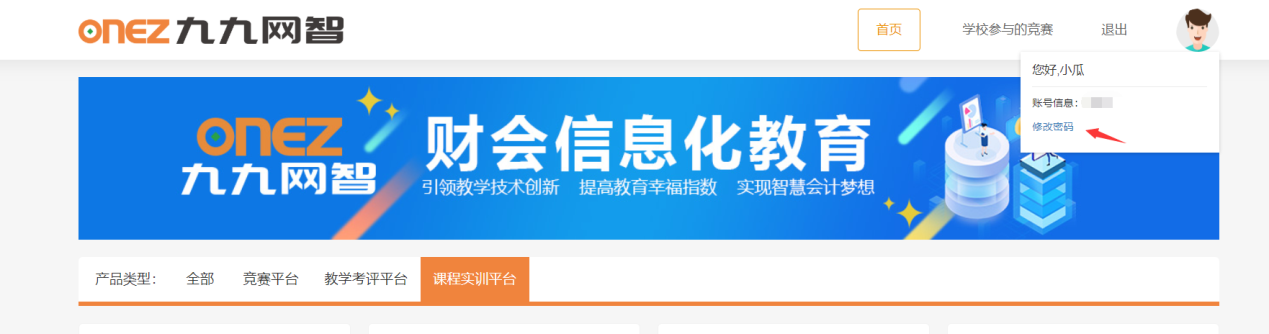 onez 九九网智 首页 学校参与的竞赛 退出
您好,小瓜
账号信息:
修改密码
onez
九九网智
财会信息化教育
引领教学技术创新 提高教育幸福指数 实现智慧会计梦想
产品类型: 全部 竞赛平台 教学考评平台 课程实训平台